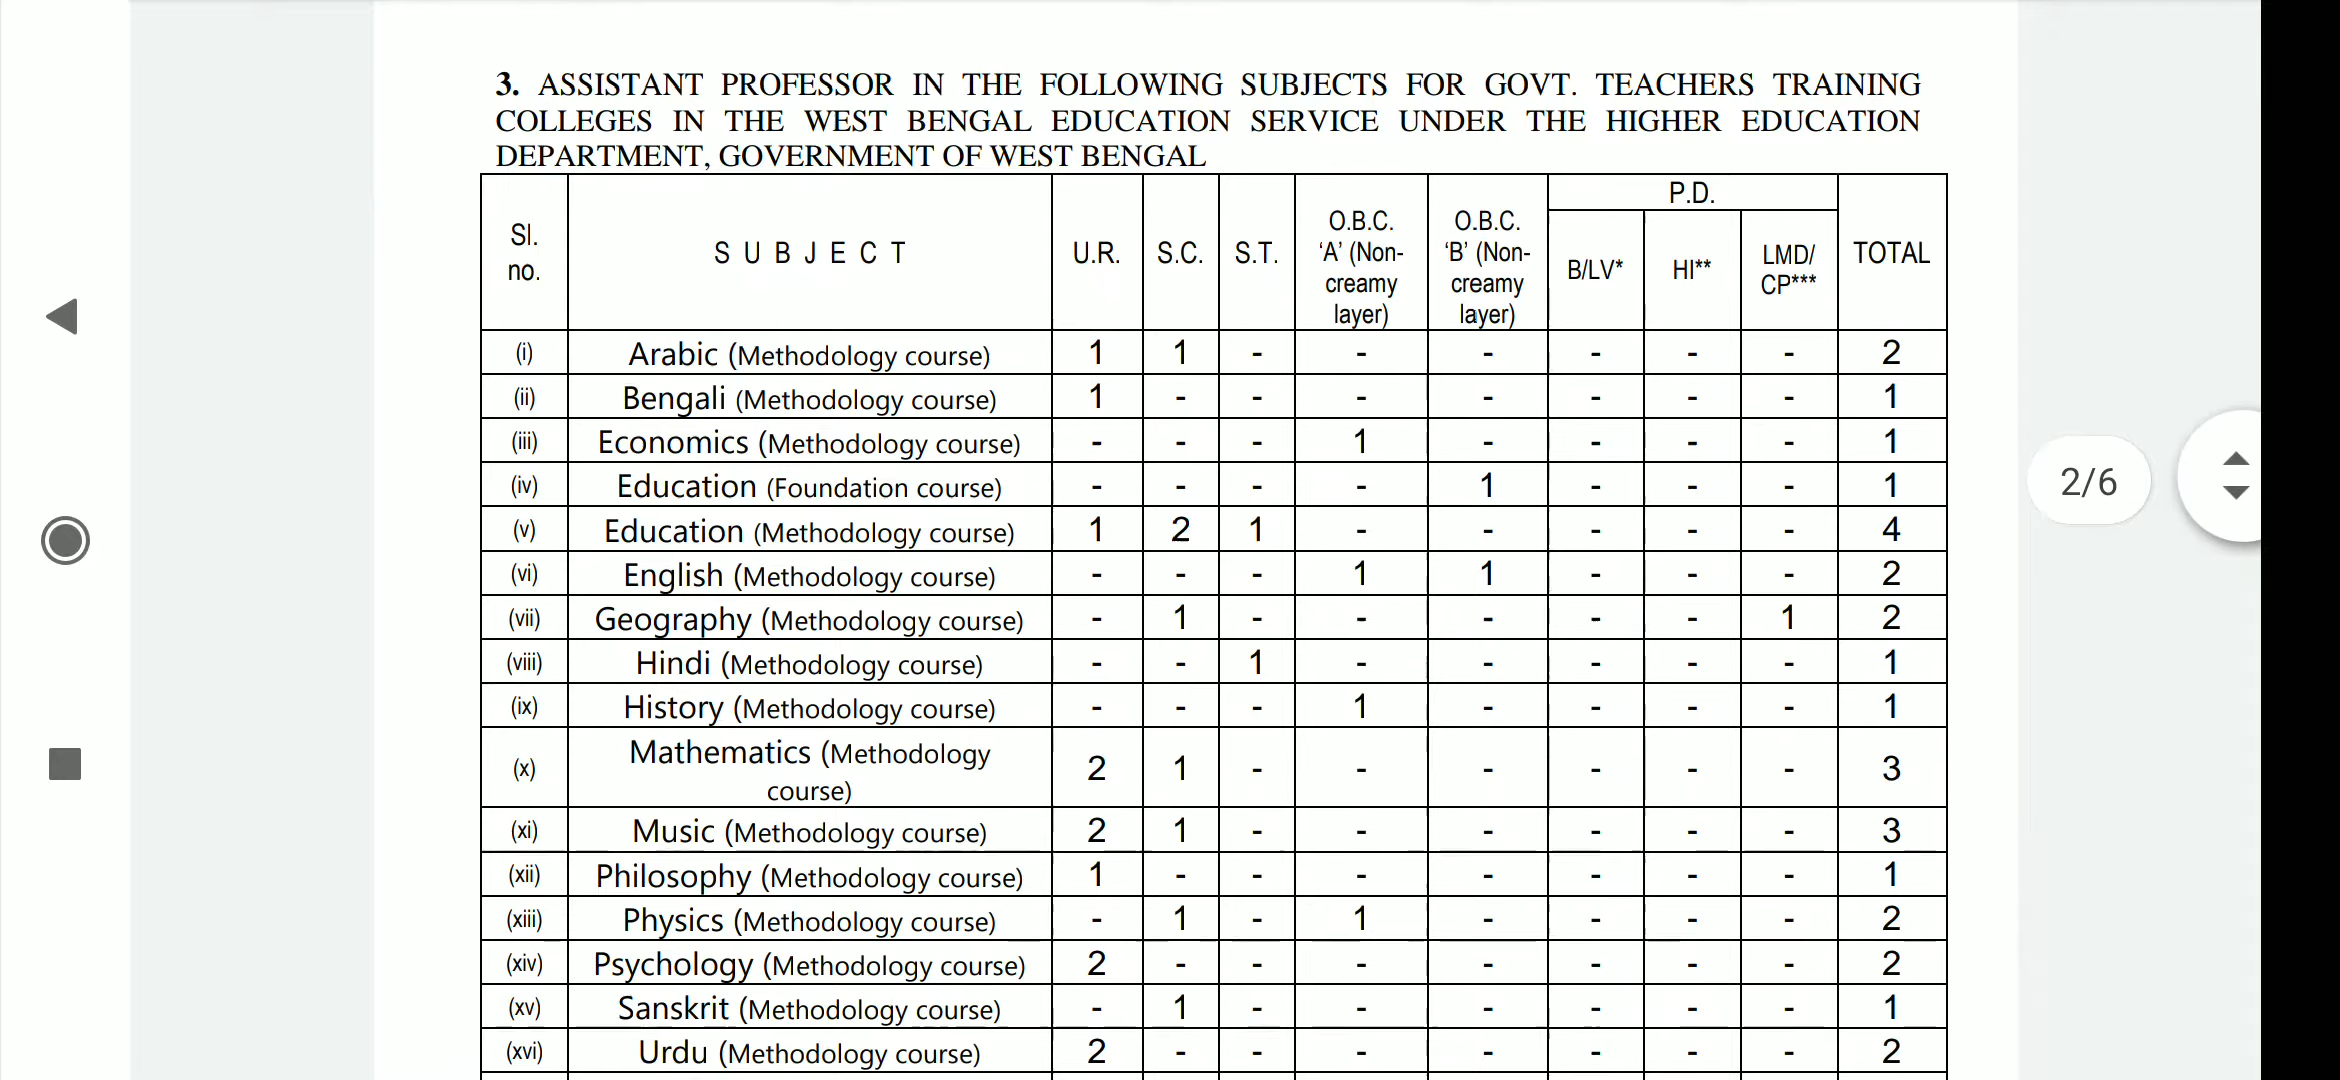 3. ASSISTANT PROFESSOR IN THE FOLLOWING SUBJECTS FOR GOVT. TEACHERS TRAINING
COLLEGES IN THE WEST BENGAL EDUCATION SERVICE UNDER THE HIGHER EDUCATION
DEPARTMENT, GOVERNMENT OF WEST BENGAL
Sl. no. S U B J E C T U.R. S.C. S.T. O.B.C. 'A' (Non-creamy layer) O.B.C. 'B' (Non-creamy layer) P.D. B/LV* HI** LMD/ CP*** TOTAL
(i) Arabic (Methodology course) 1 1 - - - - - - 2
(ii) Bengali (Methodology course) 1 - - - - - - - 1
(iii) Economics (Methodology course) - - - 1 - - - - 1
(iv) Education (Foundation course) - - - - 1 - - - 1
(v) Education (Methodology course) 1 2 1 - - - - - 4
(vi) English (Methodology course) - - - 1 1 - - - 2
(vii) Geography (Methodology course) - 1 - - - - - 1 2
(viii) Hindi (Methodology course) - - 1 - - - - - 1
(ix) History (Methodology course) - - - 1 - - - - 1
(x) Mathematics (Methodology course) 2 1 - - - - - - 3
(xi) Music (Methodology course) 2 1 - - - - - - 3
(xii) Philosophy (Methodology course) 1 - - - - - - - 1
(xiii) Physics (Methodology course) - 1 - 1 - - - - 2
(xiv) Psychology (Methodology course) 2 - - - - - - - 2
(xv) Sanskrit (Methodology course) - 1 - - - - - - 1
(xvi) Urdu (Methodology course) 2 - - - - - - - 2
2/6